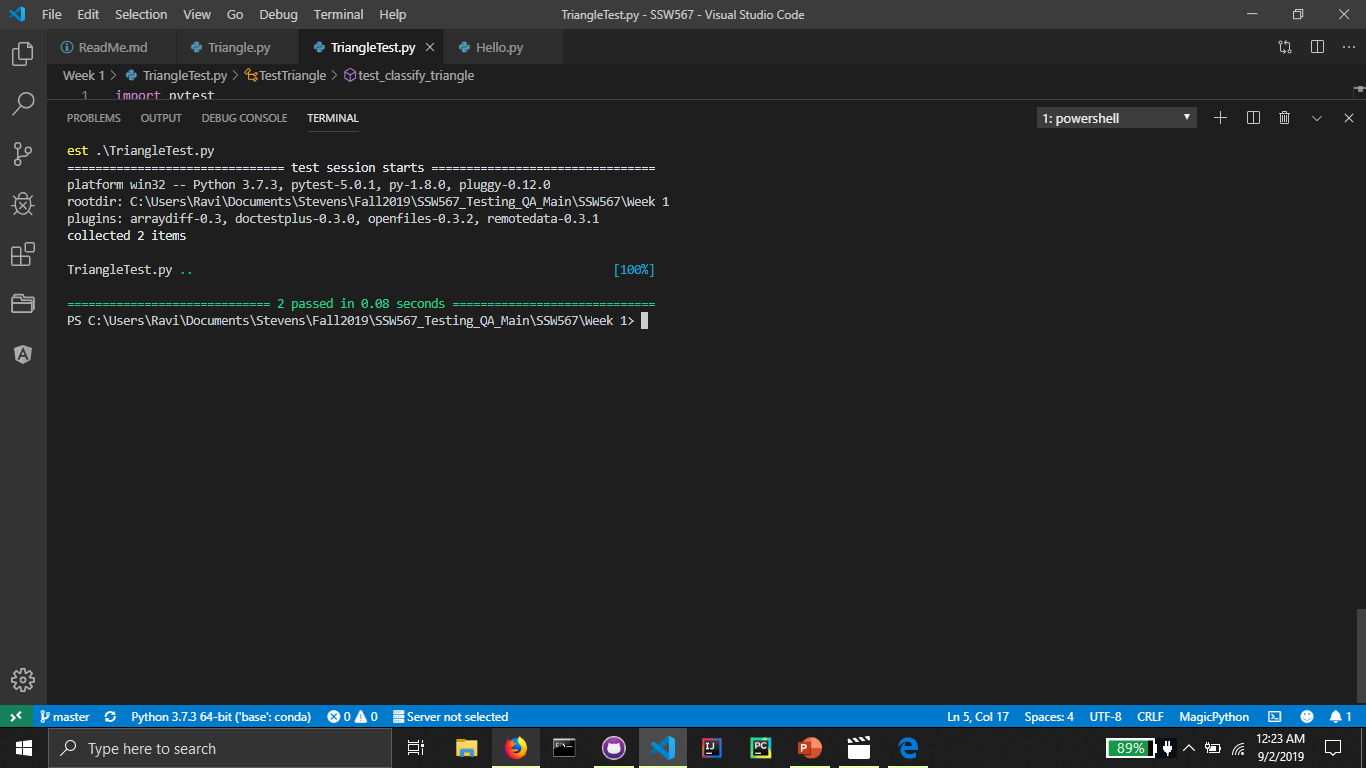 File Edit Selection View Go Debug Terminal Help TriangleTest.py - SSW567 - Visual Studio Code
ReadMe.md Triangle.py TriangleTest.py Hello.py
Week 1 > TriangleTest.py > TestTriangle > test_classify_triangle
1 import pytest
PROBLEMS OUTPUT DEBUG CONSOLE TERMINAL 1: powershell
est .\TriangleTest.py
=============================== test session starts ================================
platform win32 -- Python 3.7.3, pytest-5.0.1, py-1.8.0, pluggy-0.12.0
rootdir: C:\Users\Ravi\Documents\Stevens\Fall2019\SSW567_Testing_QA_Main\SSW567\Week 1
plugins: arraydiff-0.3, doctestplus-0.3.0, openfiles-0.3.2, remotedata-0.3.1
collected 2 items
TriangleTest.py .. [100%]
============================= 2 passed in 0.08 seconds =============================
PS C:\Users\Ravi\Documents\Stevens\Fall2019\SSW567_Testing_QA_Main\SSW567\Week 1>
master Python 3.7.3 64-bit ('base': conda) 0 0 Server not selected Ln 5, Col 17 Spaces: 4 UTF-8 CRLF MagicPython 1
Type here to search IJ PC 89% 12:23 AM
9/2/2019